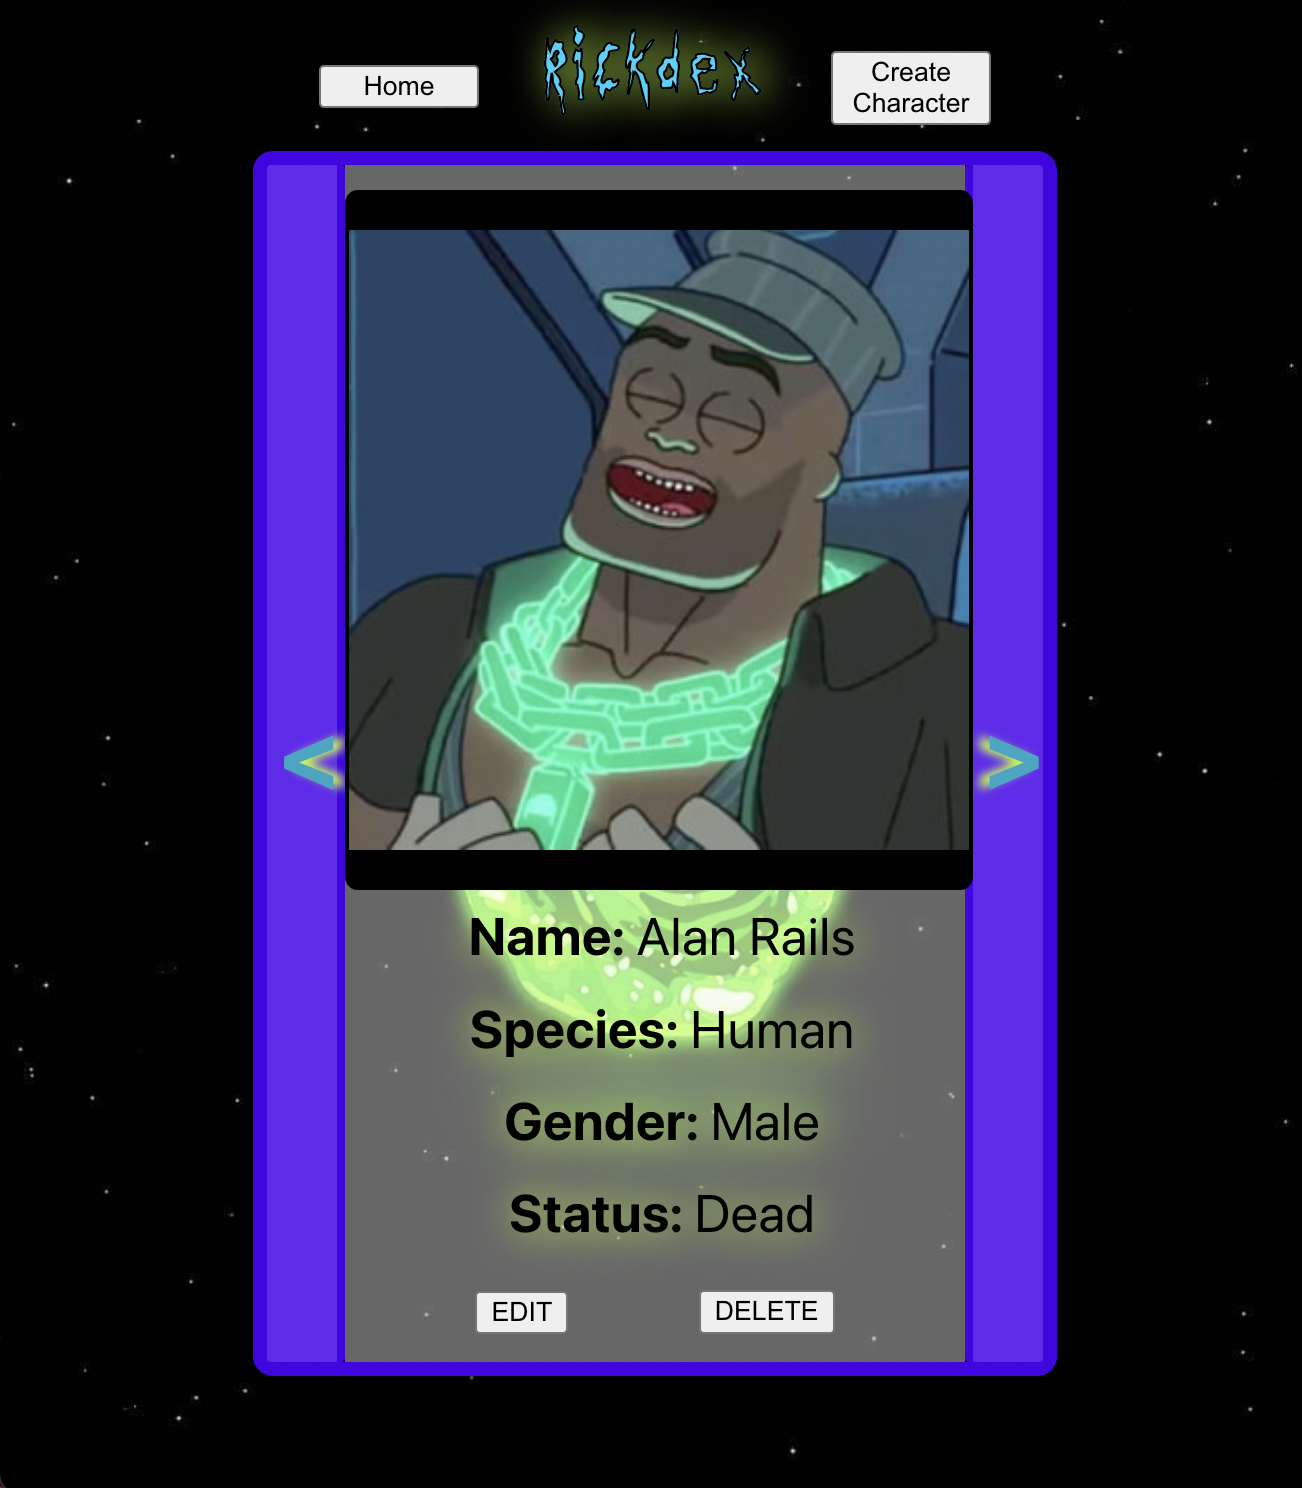 Home
Rickdex
Create
Character
<
>
Name: Alan Rails
Species: Human
Gender: Male
Status: Dead
EDIT
DELETE